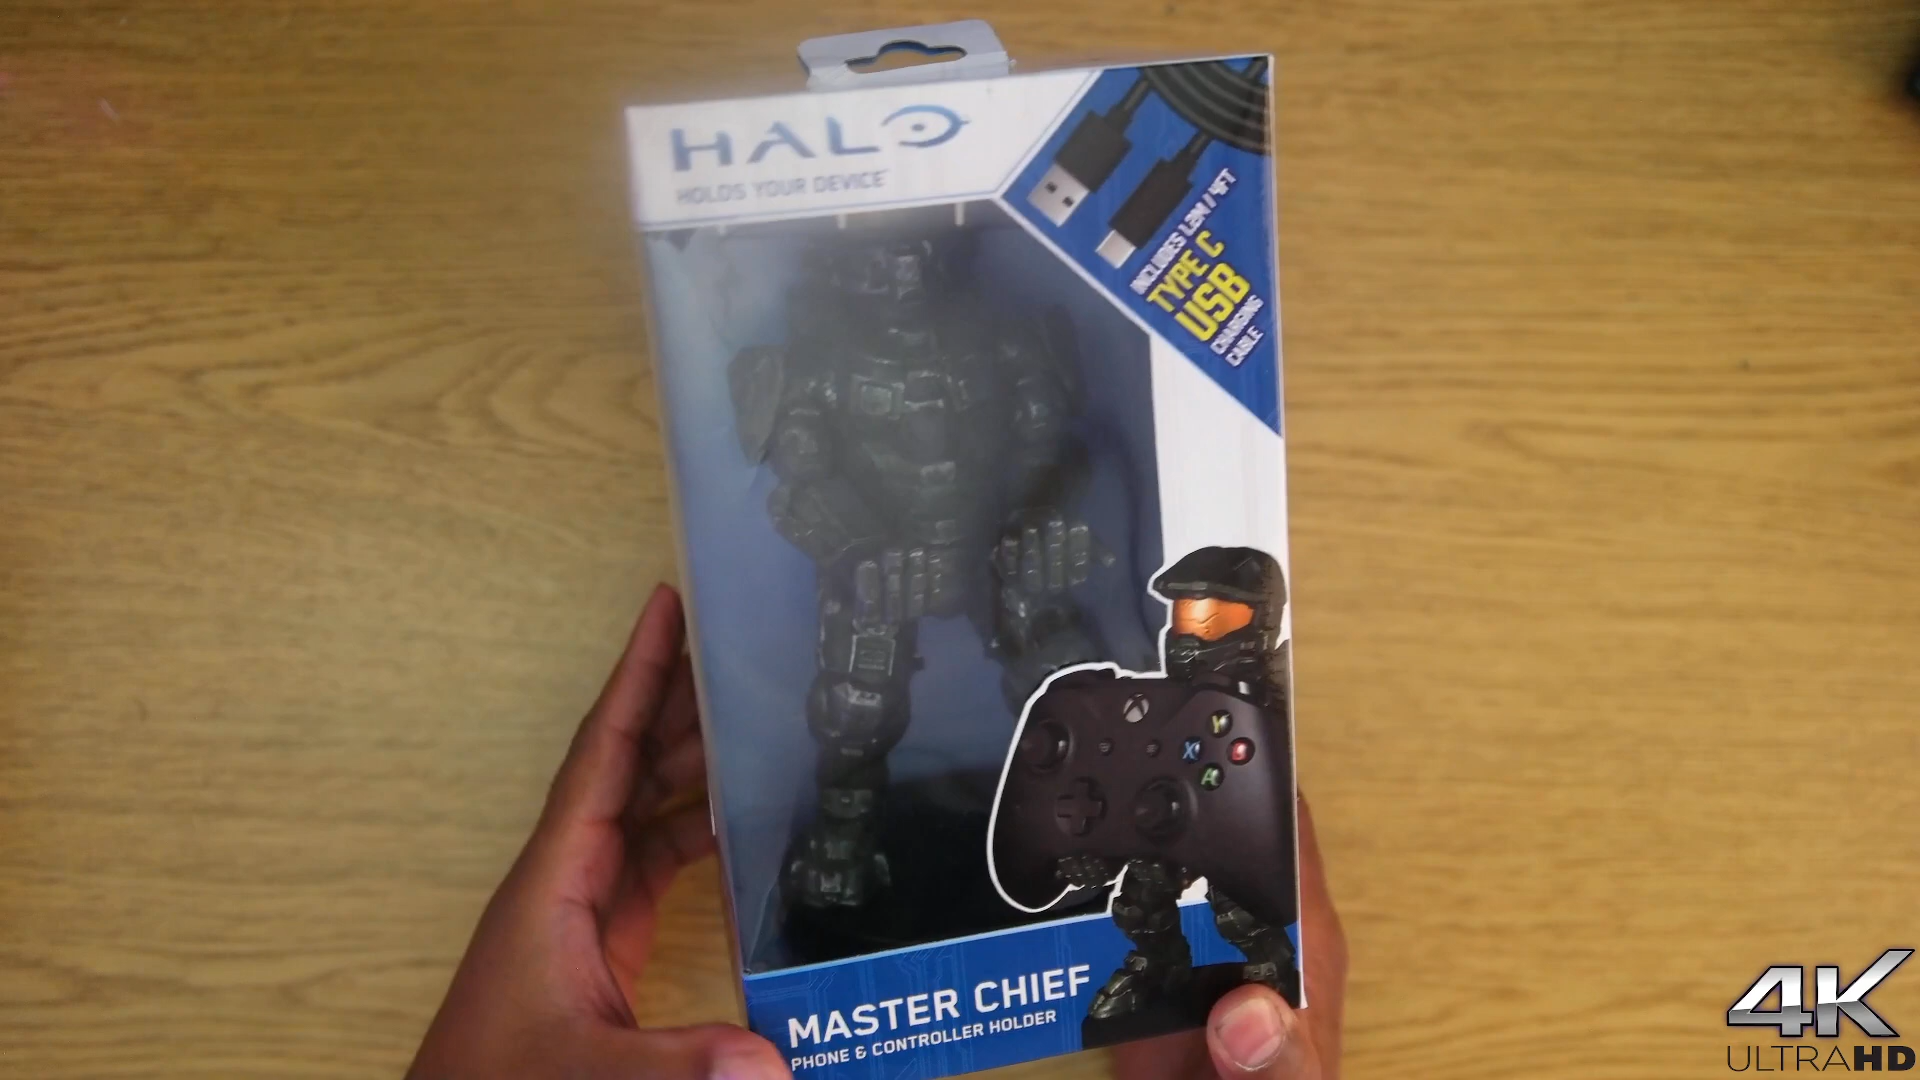 HALO
HOLDS YOUR DEVICE
INCLUDES 1.2M / 4FT
TYPE C
USB
CHARGING
CABLE
Y
X
B
A
MASTER CHIEF
PHONE & CONTROLLER HOLDER
4K
ULTRAHD